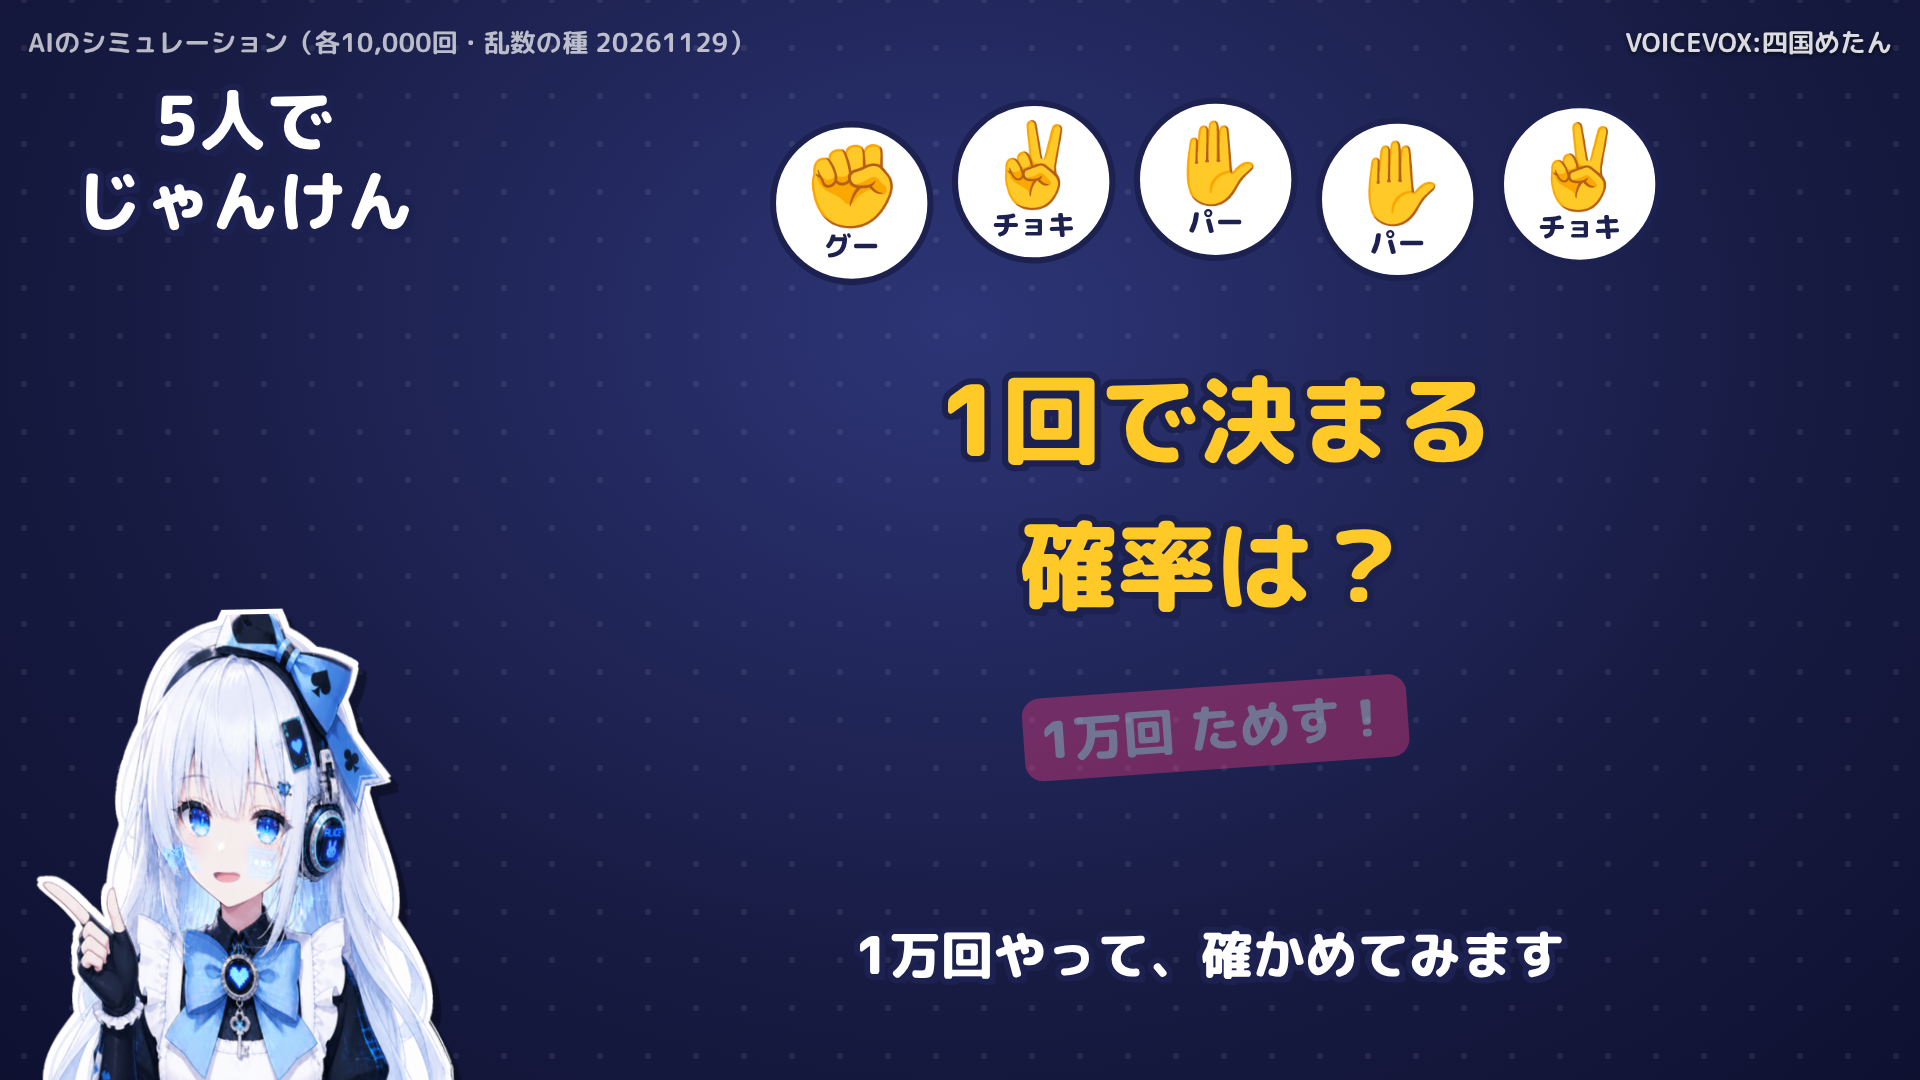 AIのシミュレーション（各10,000回・乱数の種 20261129）
VOICEVOX:四国めたん
5人で
じゃんけん
グー
チョキ
パー
パー
チョキ
1回で決まる
確率は？
1万回 ためす！
ALICE
1万回やって、確かめてみます